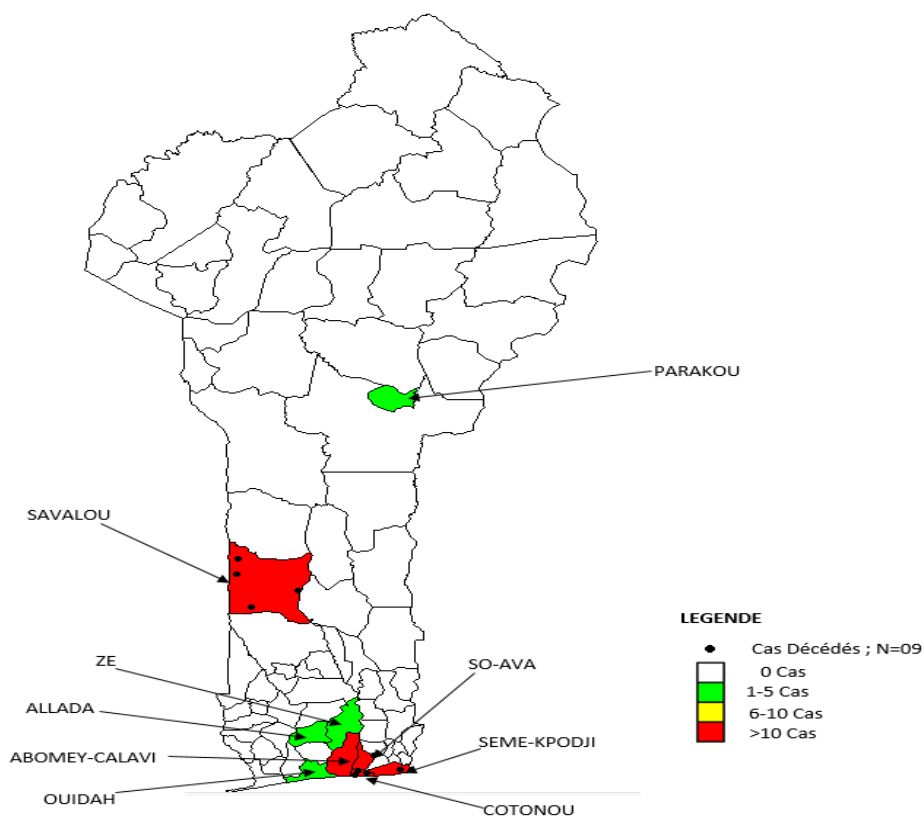 PARAKOU
SAVALOU
LEGENDE
Cas Décédés ; N=09
0 Cas
1-5 Cas
6-10 Cas
>10 Cas
ZE
SO-AVA
ALLADA
SEME-KPODJI
ABOMEY-CALAVI
OUIDAH
COTONOU